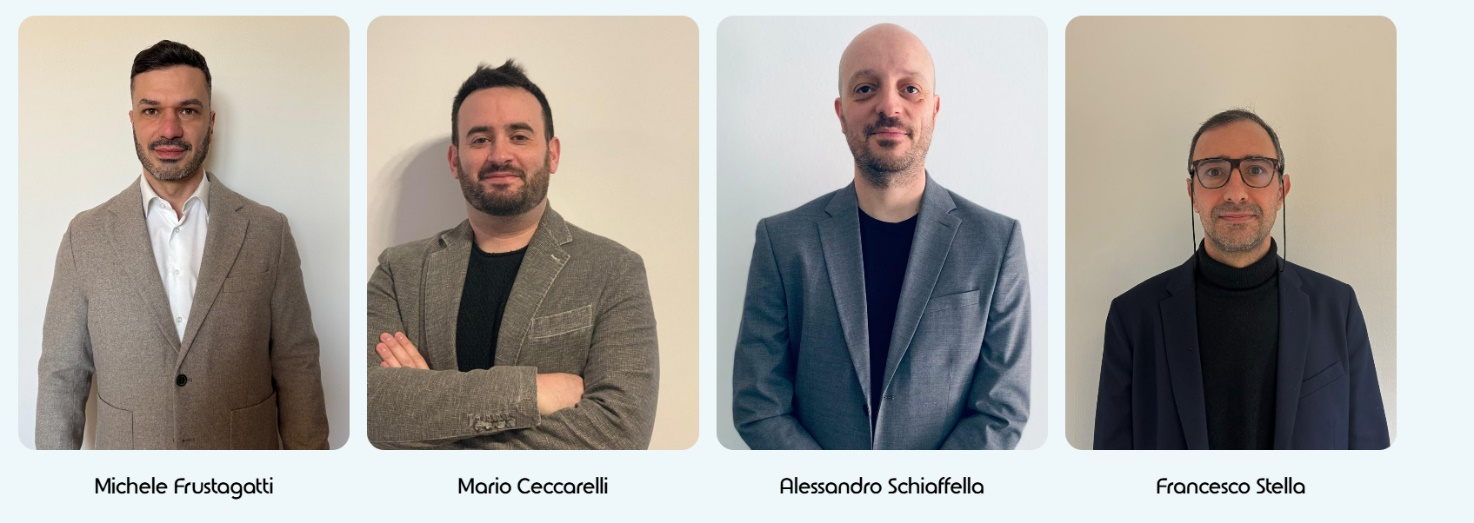 Michele Frustagatti
Mario Ceccarelli
Alessandro Schiaffella
Francesco Stella